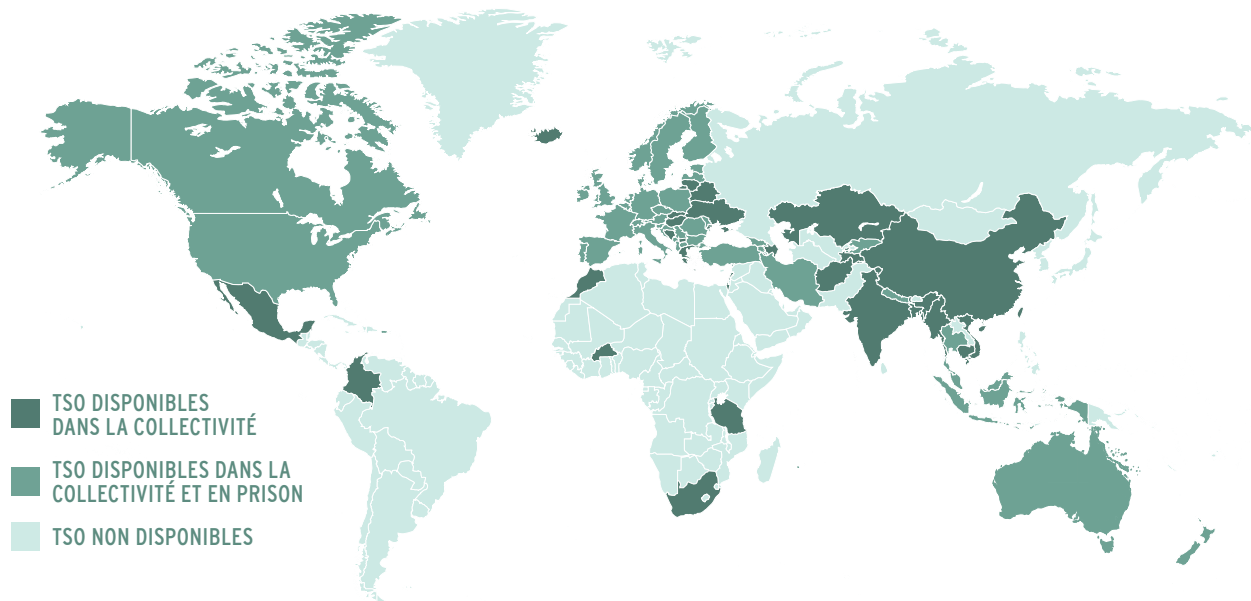 TSO DISPONIBLES
DANS LA COLLECTIVITÉ
TSO DISPONIBLES DANS LA
COLLECTIVITÉ ET EN PRISON
TSO NON DISPONIBLES